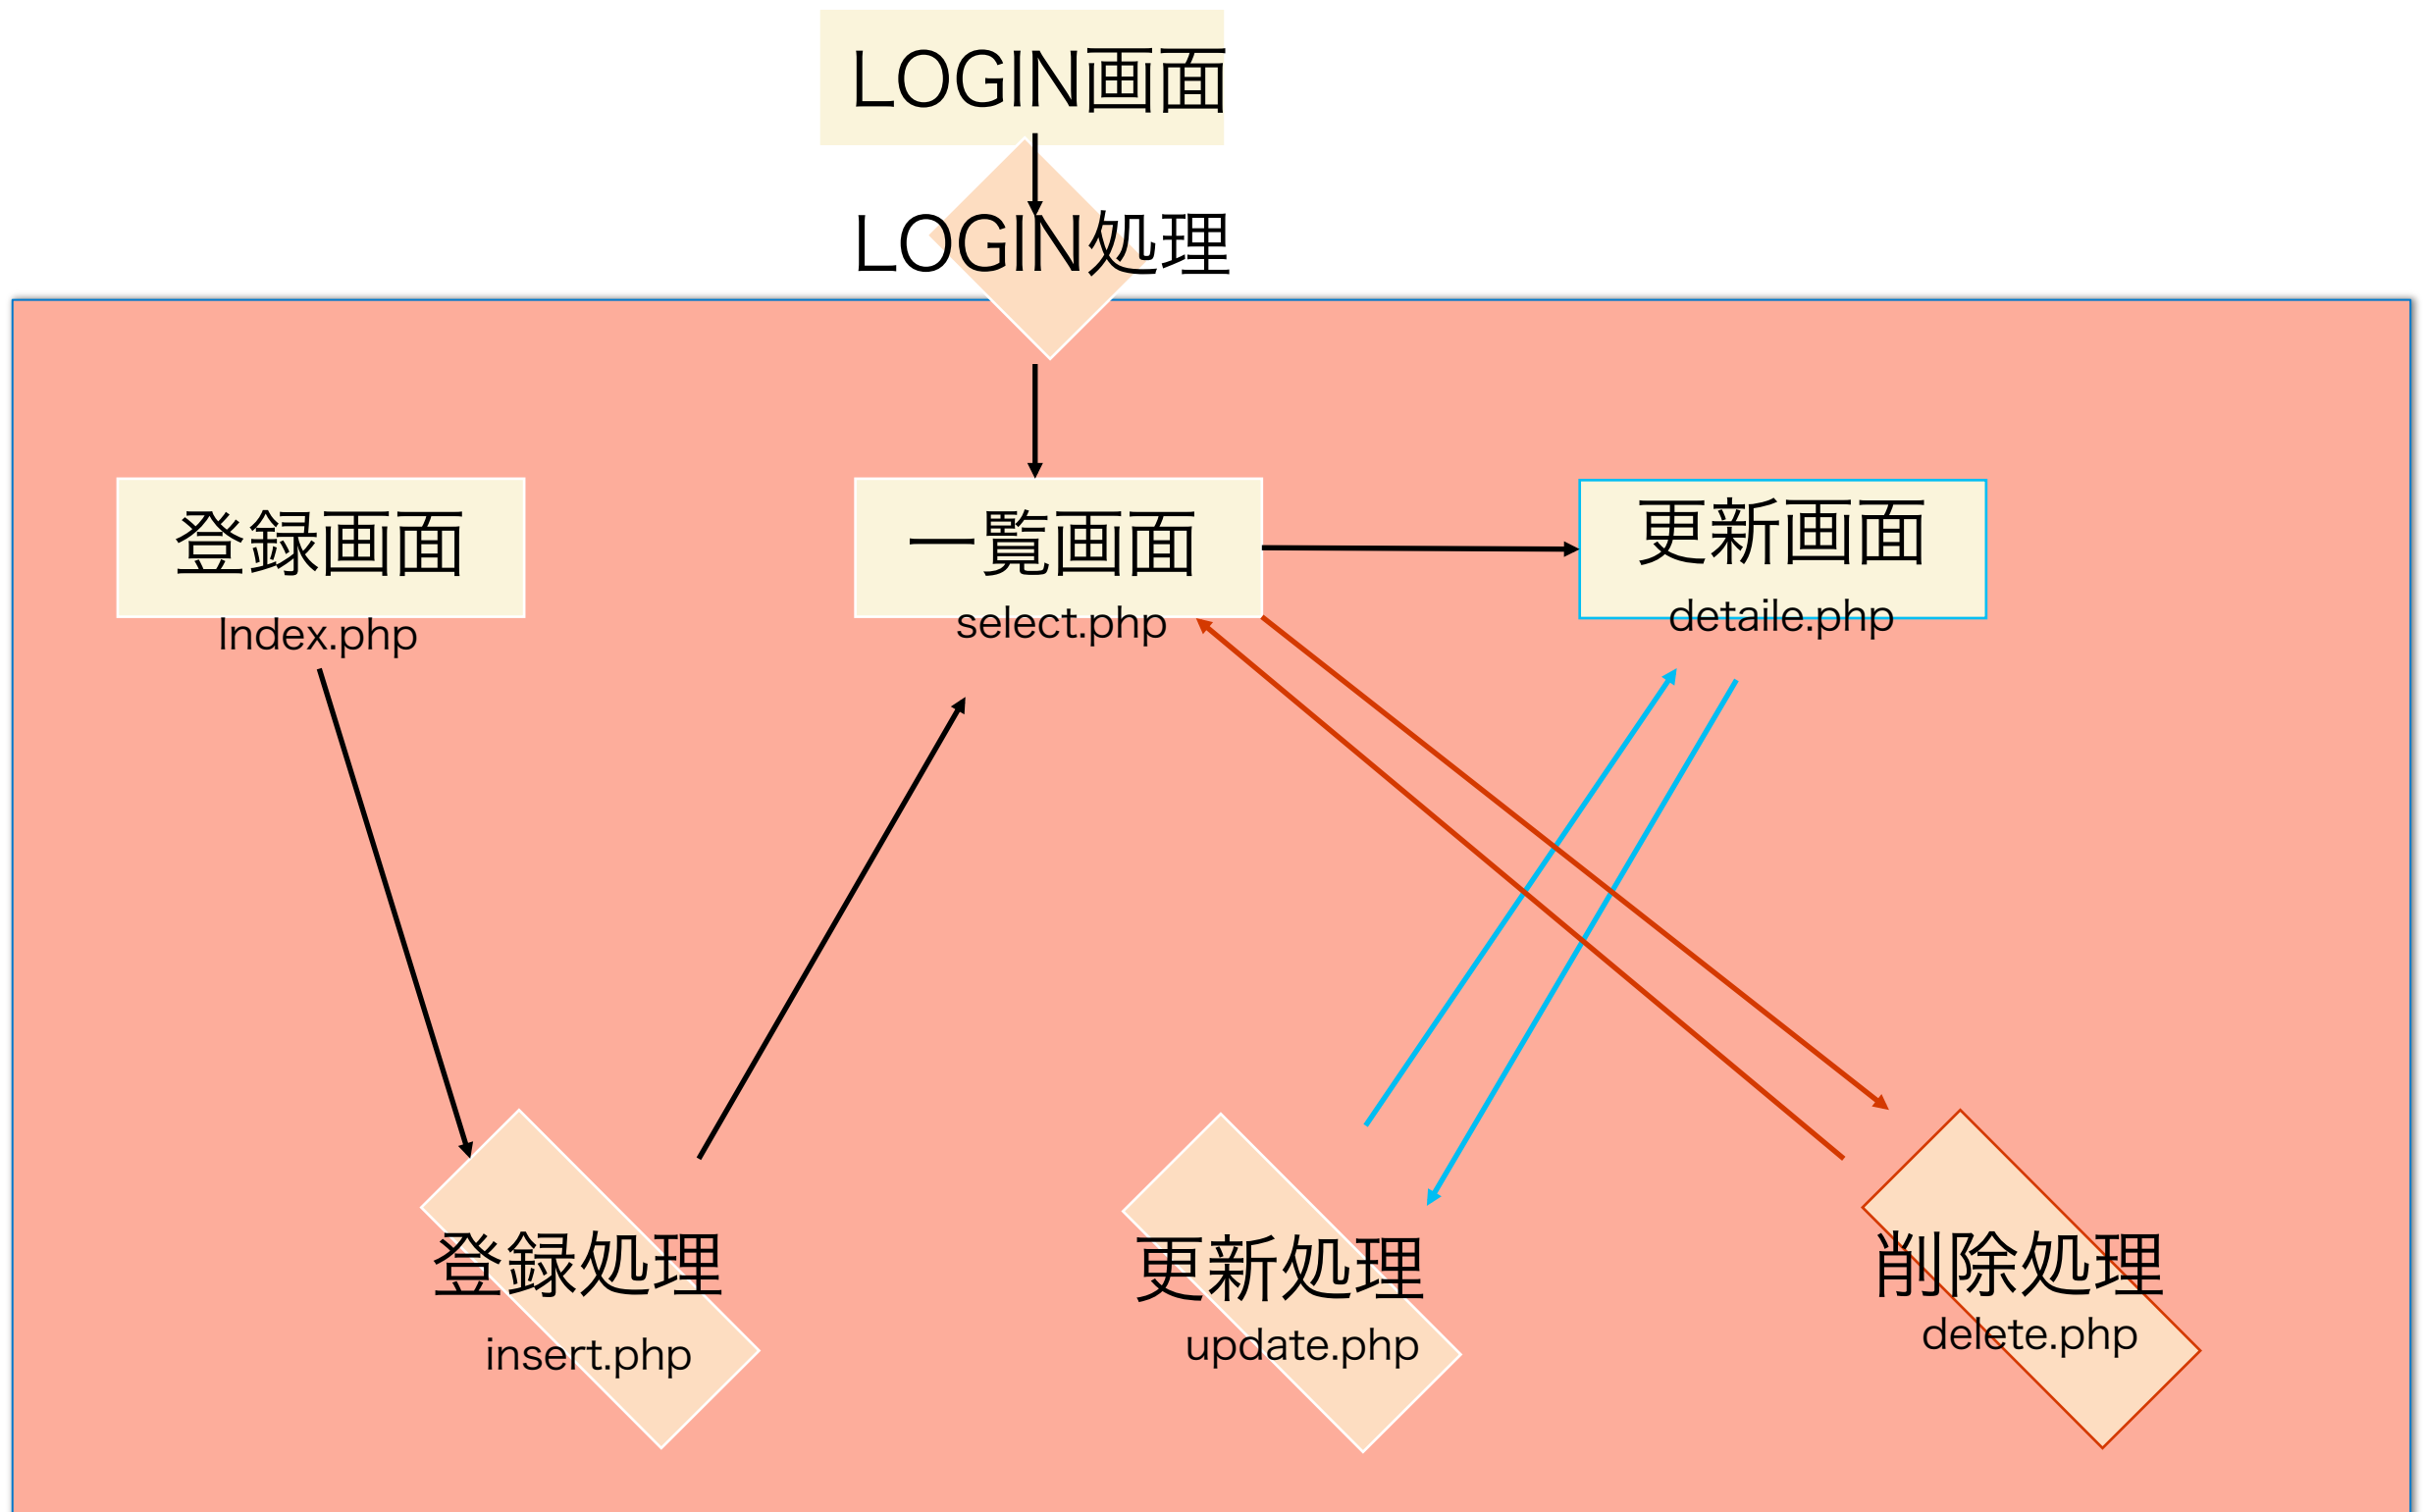 LOGIN画面
LOGIN処理
登録画面
Index.php
一覧画面
select.php
更新画面
detaile.php
登録処理
insert.php
更新処理
update.php
削除処理
delete.php